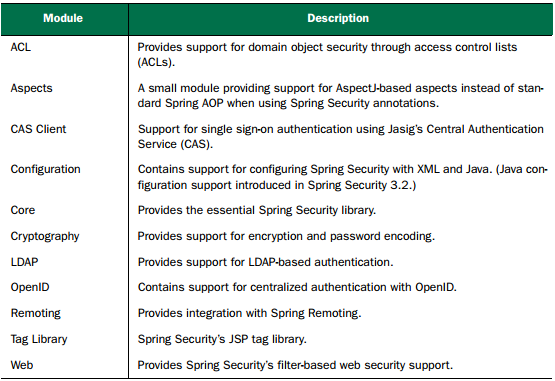 Module Description
ACL Provides support for domain object security through access control lists
(ACLs).
Aspects A small module providing support for AspectJ-based aspects instead of stan-
dard Spring AOP when using Spring Security annotations.
CAS Client Support for single sign-on authentication using Jasig's Central Authentication
Service (CAS).
Configuration Contains support for configuring Spring Security with XML and Java. (Java con-
figuration support introduced in Spring Security 3.2.)
Core Provides the essential Spring Security library.
Cryptography Provides support for encryption and password encoding.
LDAP Provides support for LDAP-based authentication.
OpenID Contains support for centralized authentication with OpenID.
Remoting Provides integration with Spring Remoting.
Tag Library Spring Security's JSP tag library.
Web Provides Spring Security's filter-based web security support.